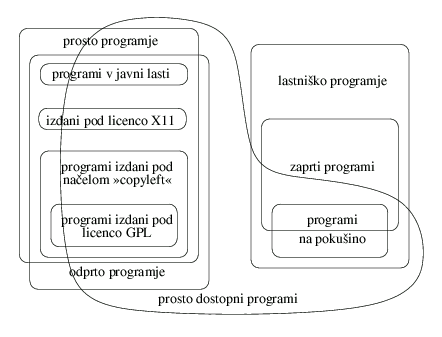 prosto programje
programi v javni lasti
izdani pod licenco X11
programi izdani pod
načelom »copyleft«
programi izdani pod
licenco GPL
odprto programje
lastniško programje
zaprti programi
programi
na pokušino
prosto dostopni programi